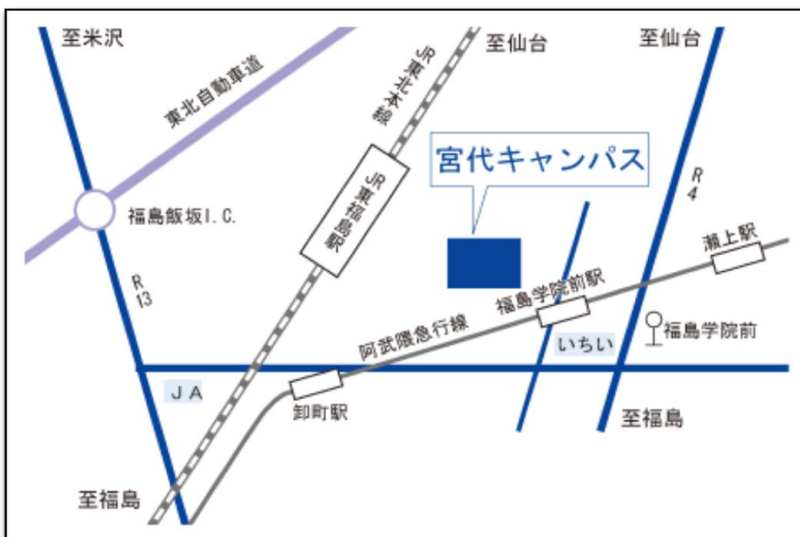 至米沢
東北自動車道
JR東北本線
至仙台
至仙台
宮代キャンパス
R4
JR東福島駅
福島飯坂I.C.
瀬上駅
R13
福島学院前駅
福島学院前
阿武隈急行線
いちい
JA
卸町駅
至福島
至福島